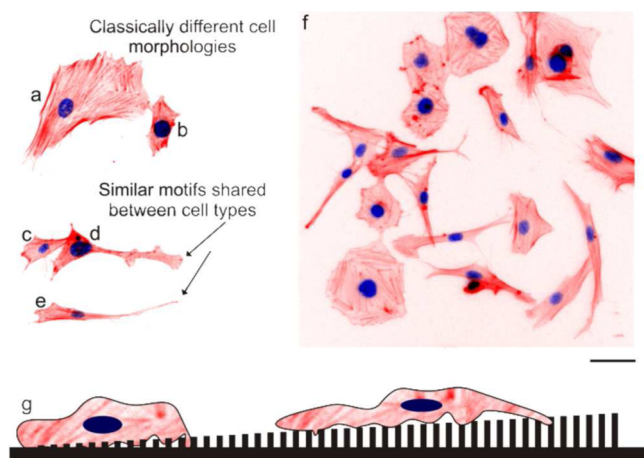 Classically different cell
morphologies
f
a
b
Similar motifs shared
between cell types
c
d
e
g